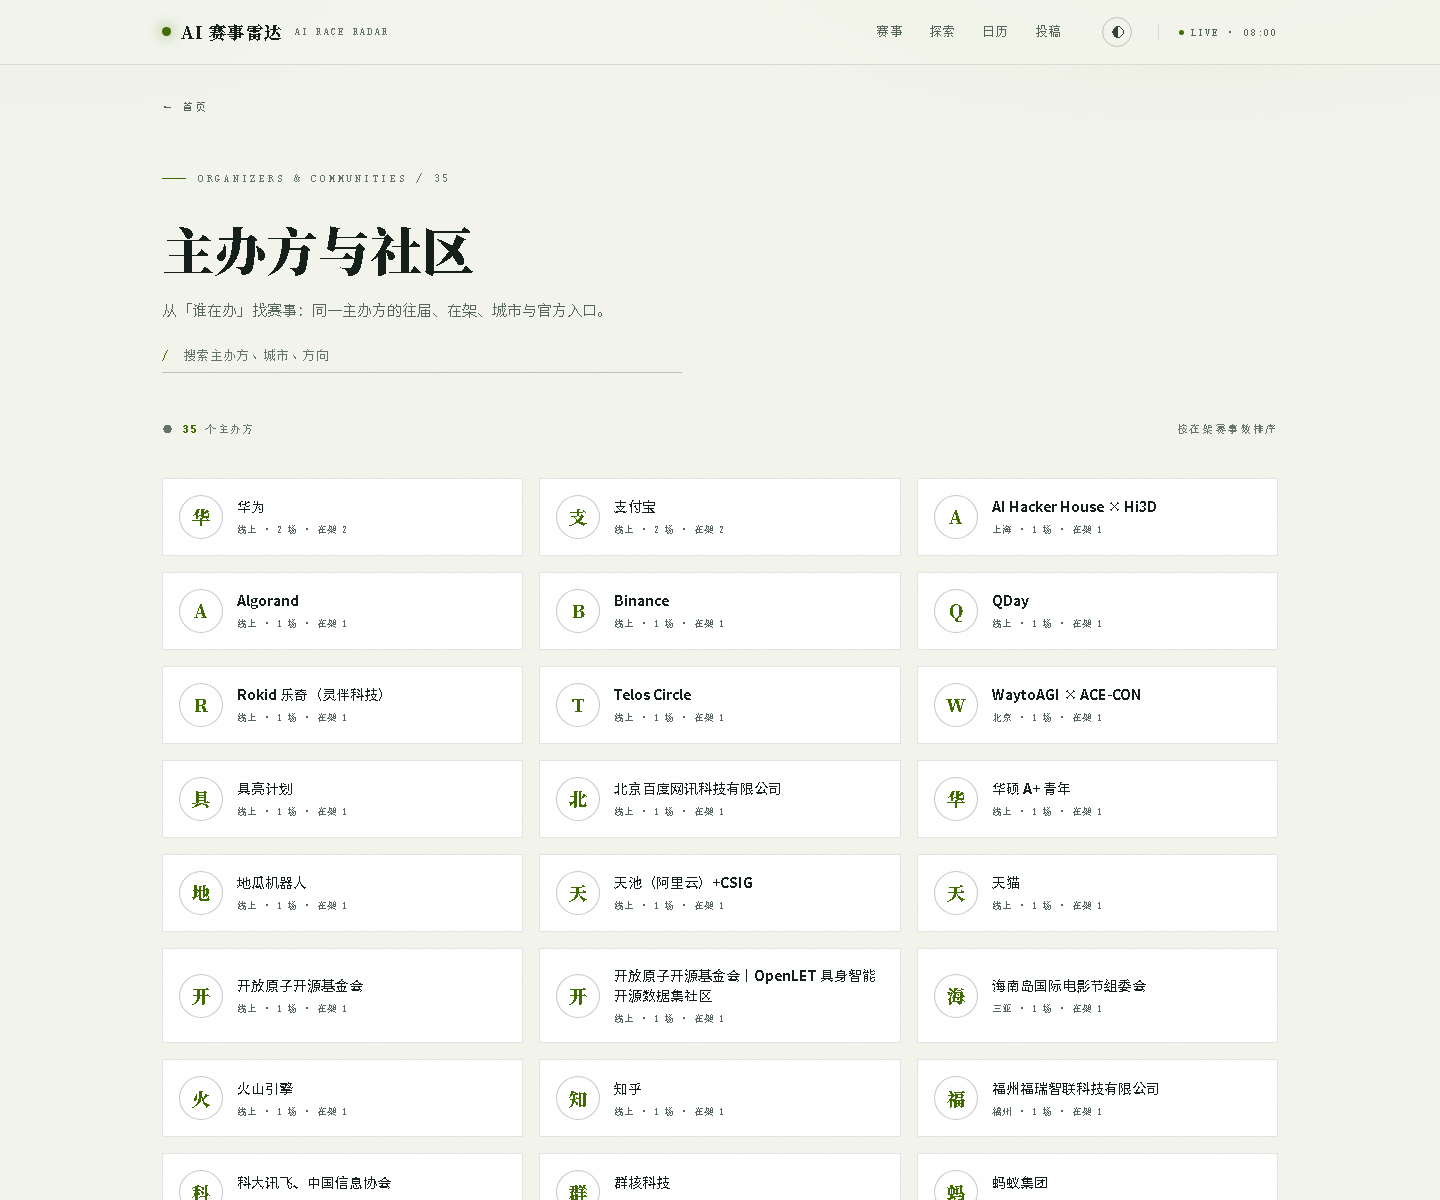 AI 赛事雷达 AI RACE RADAR 赛事 探索 日历 投稿 LIVE · 08:00
← 首页
ORGANIZERS & COMMUNITIES / 35
主办方与社区
从「谁在办」找赛事：同一主办方的往届、在架、城市与官方入口。
/ 搜索主办方、城市、方向
35 个主办方 按在架赛事数排序
华 华为
线上 · 2 场 · 在架 2
支 支付宝
线上 · 2 场 · 在架 2
A AI Hacker House × Hi3D
上海 · 1 场 · 在架 1
A Algorand
线上 · 1 场 · 在架 1
B Binance
线上 · 1 场 · 在架 1
Q QDay
线上 · 1 场 · 在架 1
R Rokid 乐奇（灵伴科技）
线上 · 1 场 · 在架 1
T Telos Circle
线上 · 1 场 · 在架 1
W WaytoAGI × ACE-CON
北京 · 1 场 · 在架 1
具 具亮计划
线上 · 1 场 · 在架 1
北 北京百度网讯科技有限公司
线上 · 1 场 · 在架 1
华 华硕 A+ 青年
线上 · 1 场 · 在架 1
地 地瓜机器人
线上 · 1 场 · 在架 1
天 天池（阿里云）+CSIG
线上 · 1 场 · 在架 1
天 天猫
线上 · 1 场 · 在架 1
开 开放原子开源基金会
线上 · 1 场 · 在架 1
开 开放原子开源基金会｜OpenLET 具身智能
开源数据集社区
线上 · 1 场 · 在架 1
海 海南岛国际电影节组委会
三亚 · 1 场 · 在架 1
火 火山引擎
线上 · 1 场 · 在架 1
知 知乎
线上 · 1 场 · 在架 1
福 福州福瑞智联科技有限公司
福州 · 1 场 · 在架 1
科 科大讯飞、中国信息协会
群 群核科技
蚂 蚂蚁集团